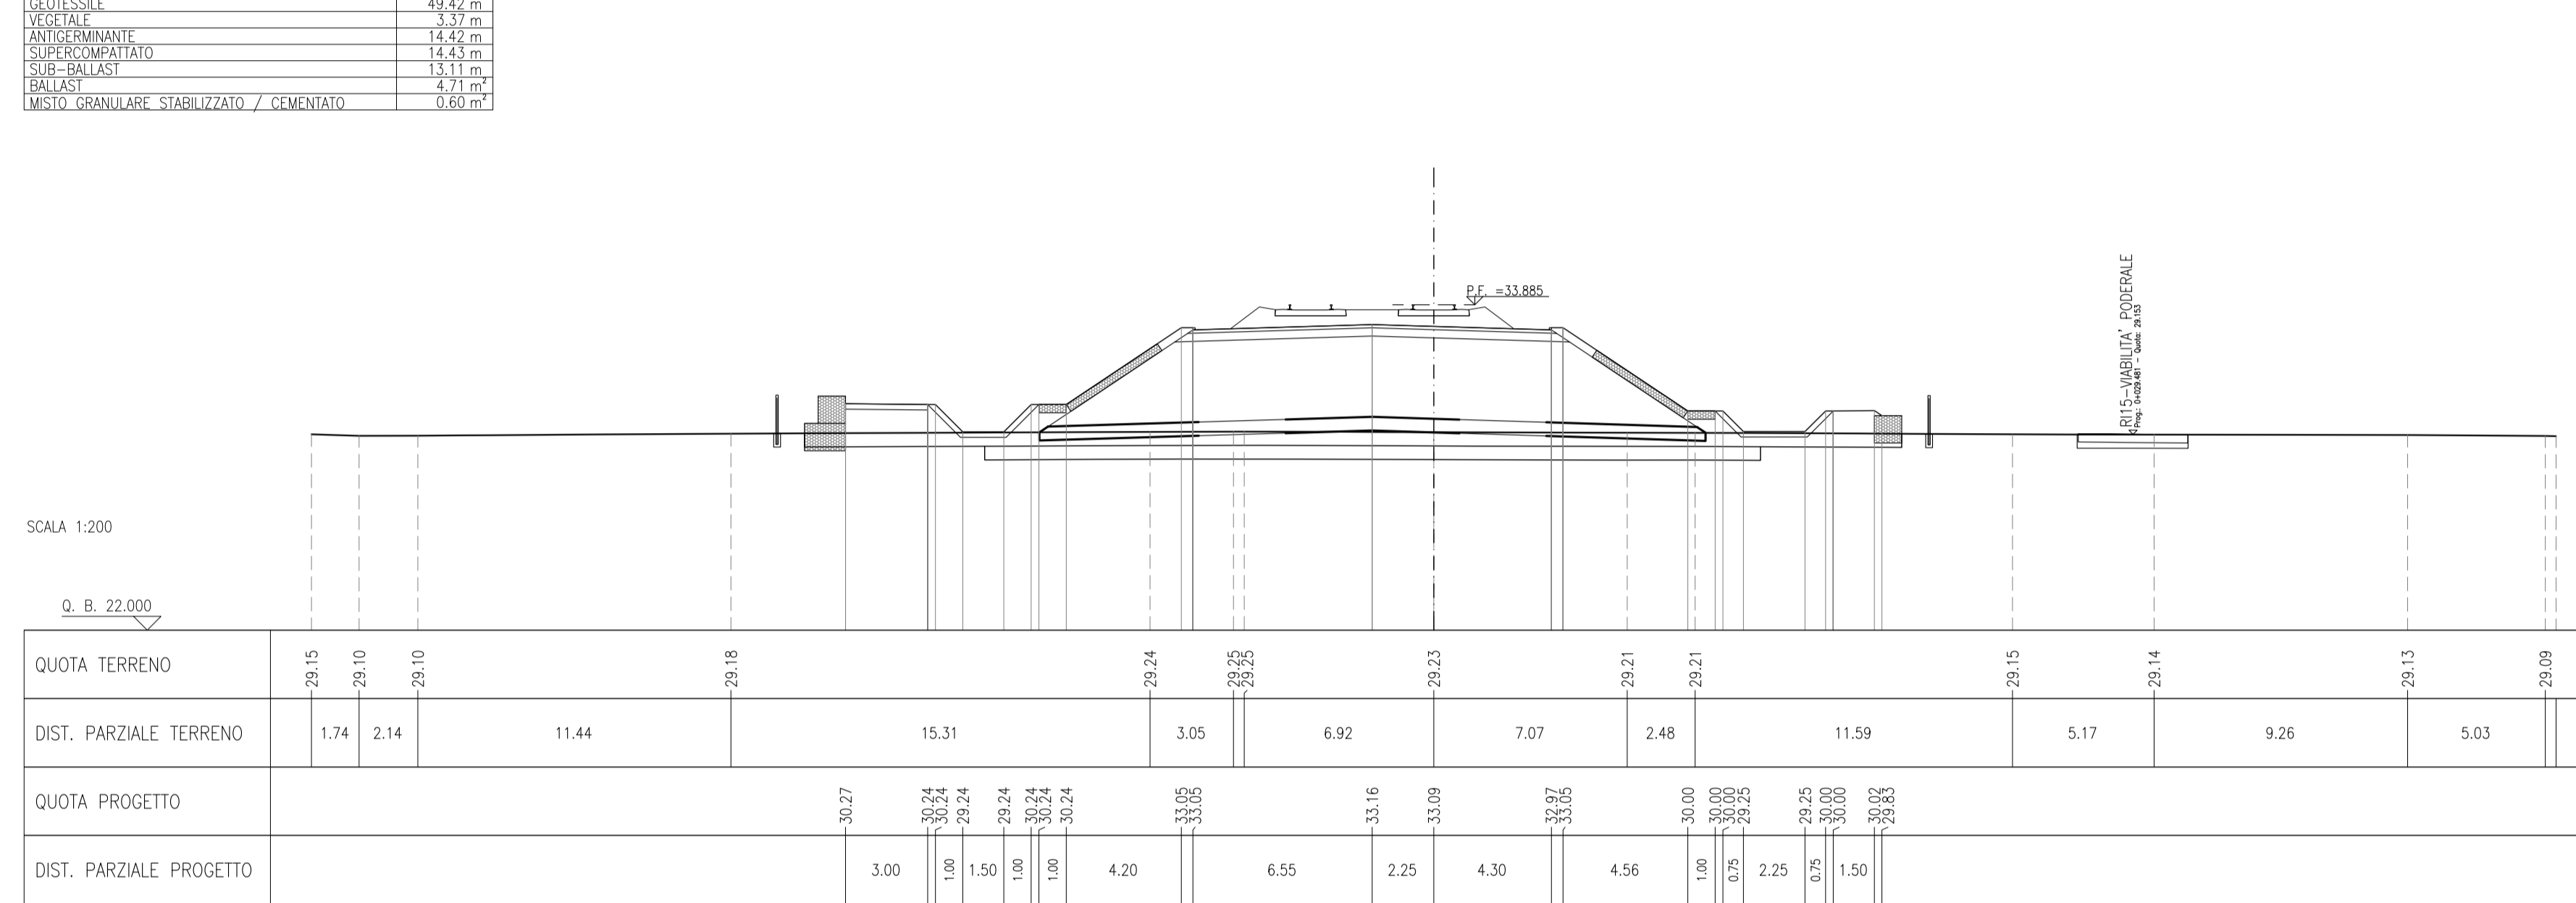 GEOTESSILE 49.42 m
VEGETALE 3.37 m
ANTIGERMINANTE 14.42 m
SUPERCOMPATTATO 14.43 m
SUB-BALLAST 13.11 m
BALLAST 4.71 m²
MISTO GRANULARE STABILIZZATO / CEMENTATO 0.60 m²
P.F. =33.885
RI15-VIABILITA' PODERALE
Prog.: 0+029.481 - Quota: 29.153
SCALA 1:200
Q. B. 22.000
QUOTA TERRENO 29.15 29.10 29.10 29.18 29.24 29.25 29.25 29.23 29.21 29.21 29.15 29.14 29.13 29.09
DIST. PARZIALE TERRENO 1.74 2.14 11.44 15.31 3.05 6.92 7.07 2.48 11.59 5.17 9.26 5.03
QUOTA PROGETTO 30.27 30.24 30.24 29.24 29.24 30.24 30.24 30.24 33.05 33.05 33.16 33.09 32.97 33.05 30.00 30.00 30.00 29.25 29.25 30.00 30.00 30.02 29.83
DIST. PARZIALE PROGETTO 3.00 1.00 1.50 1.00 1.00 4.20 6.55 2.25 4.30 4.56 1.00 0.75 2.25 0.75 1.50